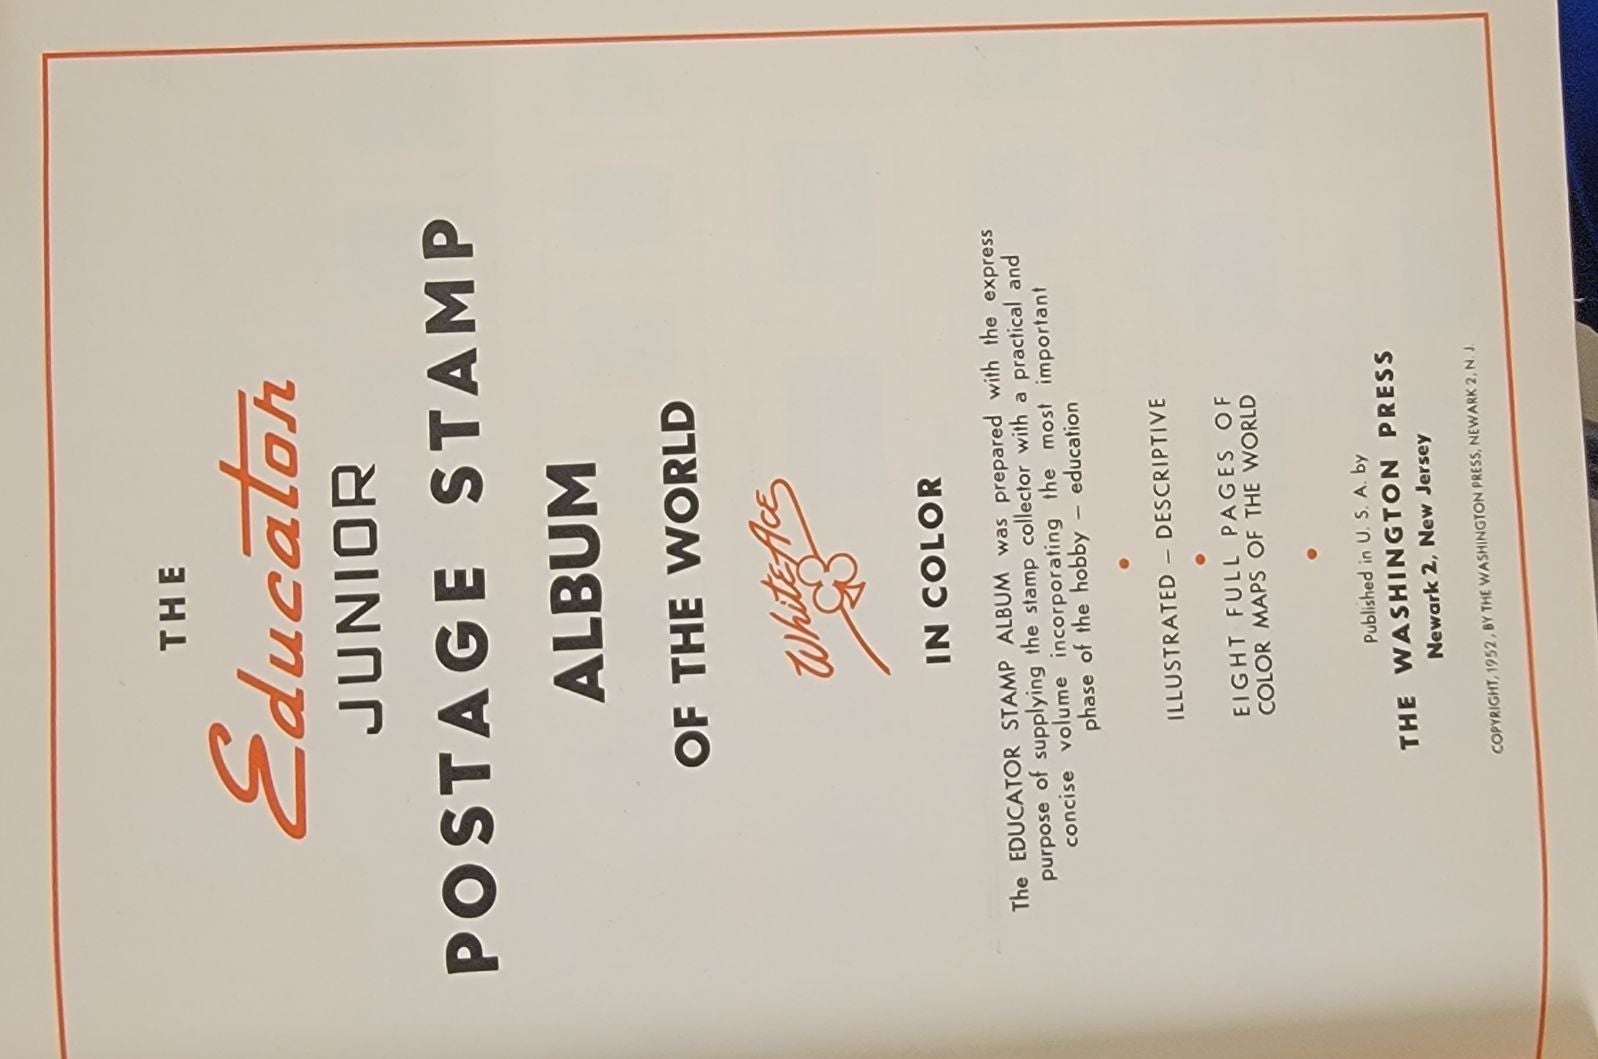 THE
Educator
JUNIOR
POSTAGE STAMP
ALBUM
OF THE WORLD
White Ace
IN COLOR
The EDUCATOR STAMP ALBUM was prepared with the express
purpose of supplying the stamp collector with a practical and
concise volume incorporating the most important
phase of the hobby — education
•
ILLUSTRATED — DESCRIPTIVE
•
EIGHT FULL PAGES OF
COLOR MAPS OF THE WORLD
•
Published in U. S. A. by
THE WASHINGTON PRESS
Newark 2, New Jersey
COPYRIGHT, 1952, BY THE WASHINGTON PRESS, NEWARK 2, N. J.